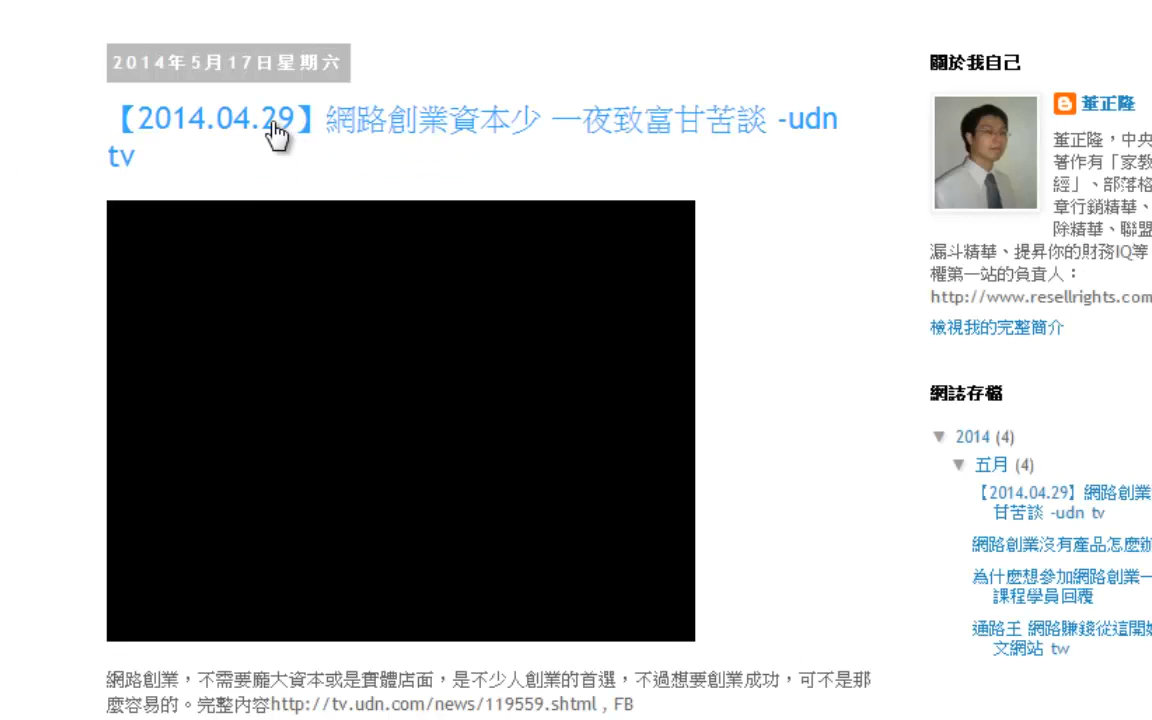 2014年5月17日星期六
【2014.04.29】網路創業資本少 一夜致富甘苦談 -udn
tv
網路創業，不需要龐大資本或是實體店面，是不少人創業的首選，不過想要創業成功，可不是那
麼容易的。完整內容http://tv.udn.com/news/119559.shtml , FB
關於我自己
董正隆
董正隆，中央
著作有「家教
經」、部落格
章行銷精華、
除精華、聯盟
漏斗精華、提昇你的財務IQ等
權第一站的負責人：
http://www.resellrights.com
檢視我的完整簡介
網誌存檔
▼ 2014 (4)
▼ 五月 (4)
【2014.04.29】網路創業
甘苦談 -udn tv
網路創業沒有產品怎麼辦
為什麼想參加網路創業一
課程學員回覆
通路王 網路賺錢從這開始
文網站 tw